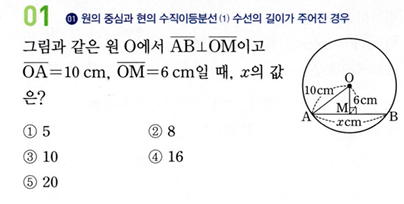 01 01 원의 중심과 현의 수직이등분선 (1) 수선의 길이가 주어진 경우
그림과 같은 원 O에서 AB⊥OM이고
OA=10 cm, OM=6 cm일 때, x의 값
은?
① 5 ② 8
③ 10 ④ 16
⑤ 20
O
10cm
6cm
M
A B
xcm